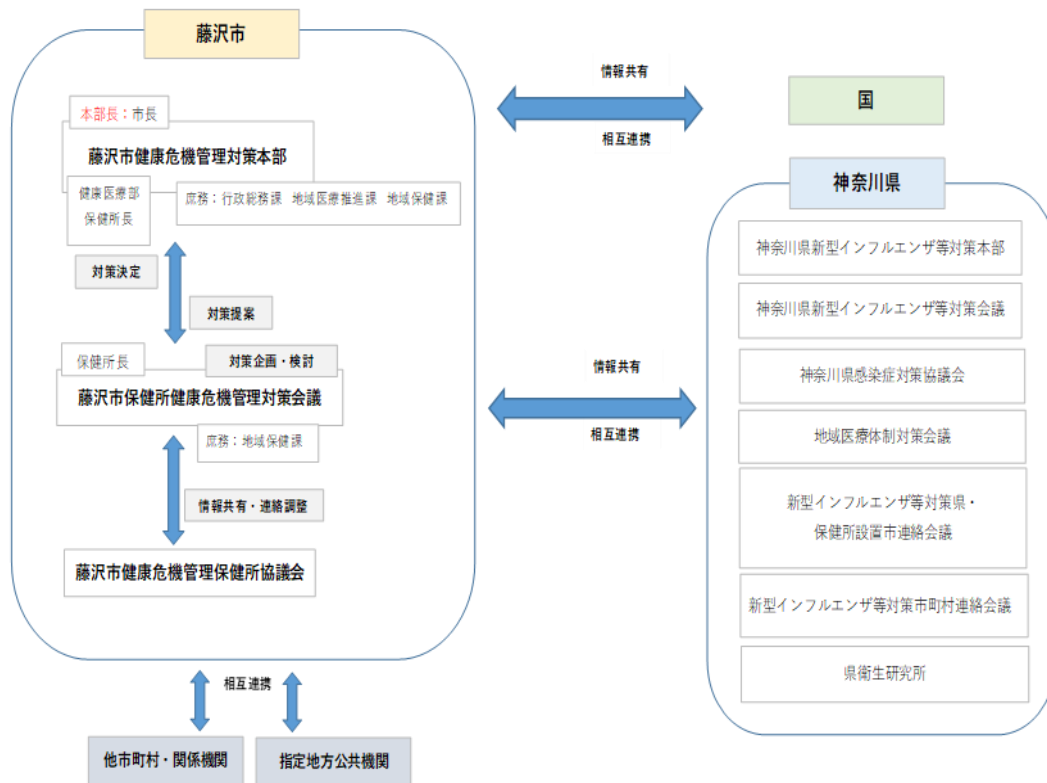 藤沢市
本部長：市長
藤沢市健康危機管理対策本部
健康医療部
保健所長
庶務：行政総務課　地域医療推進課　地域保健課
対策決定
対策提案
保健所長
対策企画・検討
藤沢市保健所健康危機管理対策会議
庶務：地域保健課
情報共有・連絡調整
藤沢市健康危機管理保健所協議会
相互連携
他市町村・関係機関
指定地方公共機関
情報共有
相互連携
情報共有
相互連携
国
神奈川県
神奈川県新型インフルエンザ等対策本部
神奈川県新型インフルエンザ等対策会議
神奈川県感染症対策協議会
地域医療体制対策会議
新型インフルエンザ等対策県・
保健所設置市連絡会議
新型インフルエンザ等対策市町村連絡会議
県衛生研究所